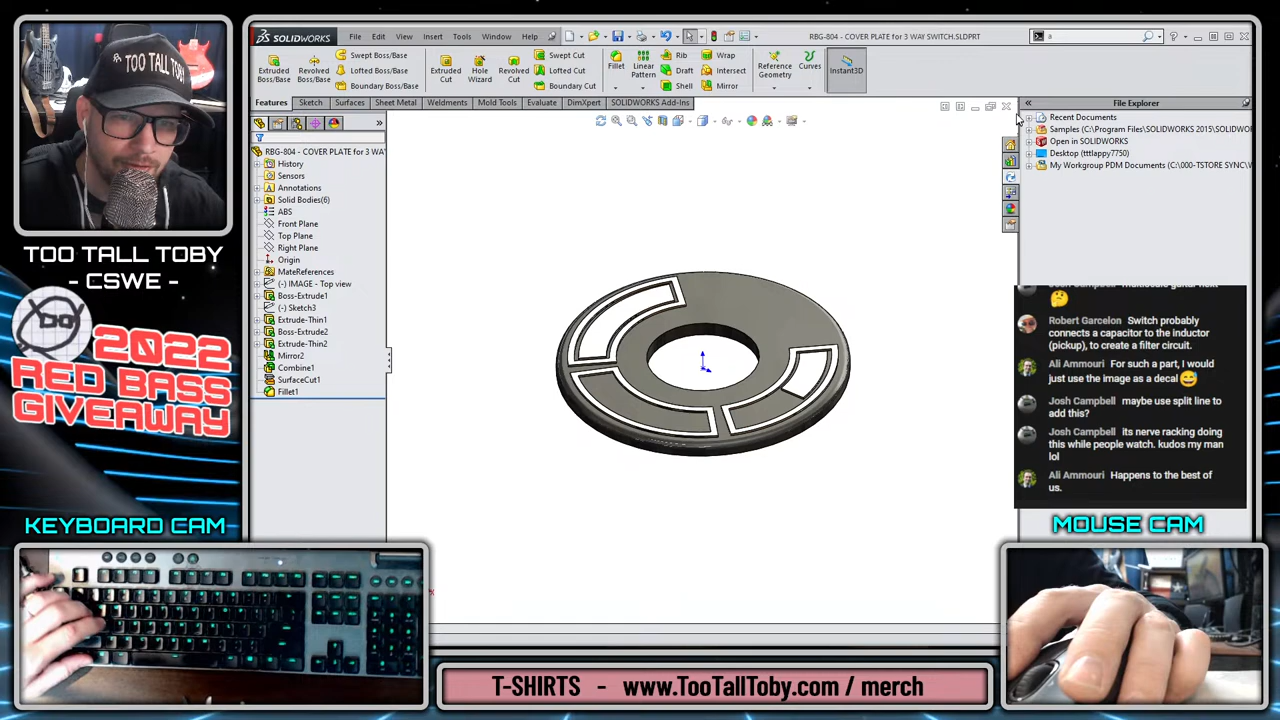 TOO TALL TOBY
TOO TALL TOBY
- CSWE -
2022
RED BASS
GIVEAWAY
KEYBOARD CAM
SOLIDWORKS
File Edit View Insert Tools Window Help
RBG-804 - COVER PLATE for 3 WAY SWITCH.SLDPRT
a
Extruded Boss/Base
Revolved Boss/Base
Swept Boss/Base
Lofted Boss/Base
Boundary Boss/Base
Extruded Cut
Hole Wizard
Revolved Cut
Swept Cut
Lofted Cut
Boundary Cut
Fillet
Linear Pattern
Rib
Draft
Shell
Wrap
Intersect
Mirror
Reference Geometry
Curves
Instant3D
Features Sketch Surfaces Sheet Metal Weldments Mold Tools Evaluate DimXpert SOLIDWORKS Add-Ins
RBG-804 - COVER PLATE for 3 WAY
History
Sensors
Annotations
Solid Bodies(6)
ABS
Front Plane
Top Plane
Right Plane
Origin
MateReferences
(-) IMAGE - Top view
Boss-Extrude1
(-) Sketch3
Extrude-Thin1
Boss-Extrude2
Extrude-Thin2
Mirror2
Combine1
SurfaceCut1
Fillet1
File Explorer
Recent Documents
Samples (C:\Program Files\SOLIDWORKS 2015\SOLIDWO
Open in SOLIDWORKS
Desktop (tttlappy7750)
My Workgroup PDM Documents (C:\000-TSTORE SYNC\W
Robert Garcelon Switch probably
connects a capacitor to the inductor
(pickup), to create a filter circuit.
Ali Ammouri For such a part, I would
just use the image as a decal😅
Josh Campbell maybe use split line to
add this?
Josh Campbell its nerve racking doing
this while people watch. kudos my man
lol
Ali Ammouri Happens to the best of
us.
MOUSE CAM
T-SHIRTS - www.TooTallToby.com / merch